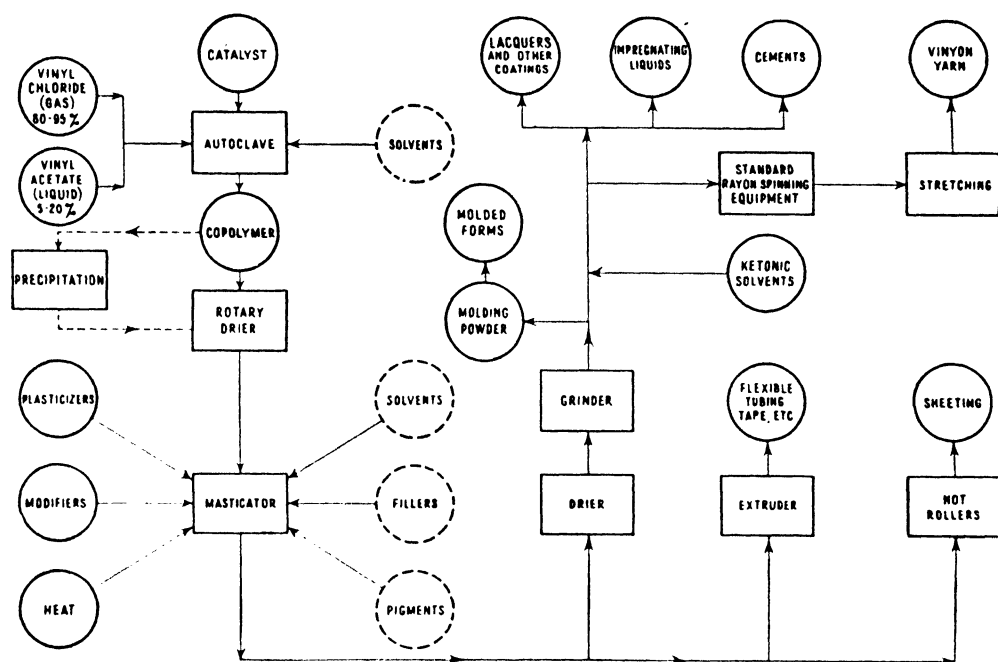 CATALYST
VINYL
CHLORIDE
(GAS)
80-95%
AUTOCLAVE
SOLVENTS
VINYL
ACETATE
(LIQUID)
5-20%
COPOLYMER
PRECIPITATION
ROTARY
DRIER
PLASTICIZERS
SOLVENTS
MODIFIERS
MASTICATOR
FILLERS
HEAT
PIGMENTS
LACQUERS
AND OTHER
COATINGS
IMPREGNATING
LIQUIDS
CEMENTS
VINYON
YARN
STANDARD
RAYON SPINNING
EQUIPMENT
STRETCHING
MOLDED
FORMS
KETONIC
SOLVENTS
MOLDING
POWDER
GRINDER
FLEXIBLE
TUBING
TAPE, ETC
SHEETING
DRIER
EXTRUDER
HOT
ROLLERS